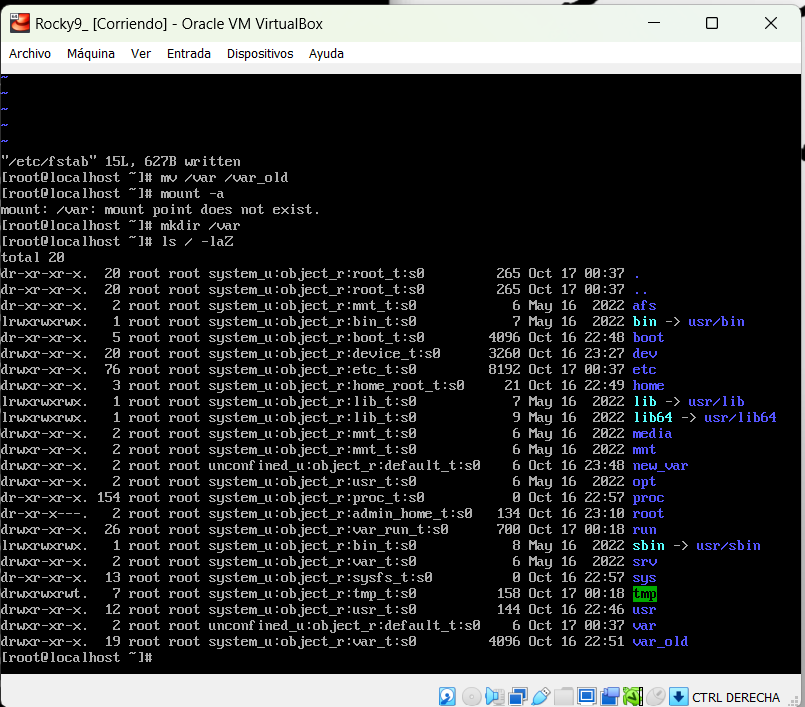 Rocky9_ [Corriendo] - Oracle VM VirtualBox
Archivo Máquina Ver Entrada Dispositivos Ayuda
~
~
~
~
~
"/etc/fstab" 15L, 627B written
[root@localhost ~]# mv /var /var_old
[root@localhost ~]# mount -a
mount: /var: mount point does not exist.
[root@localhost ~]# mkdir /var
[root@localhost ~]# ls / -laZ
total 20
dr-xr-xr-x.  20 root root system_u:object_r:root_t:s0         265 Oct 17 00:37 .
dr-xr-xr-x.  20 root root system_u:object_r:root_t:s0         265 Oct 17 00:37 ..
dr-xr-xr-x.   2 root root system_u:object_r:mnt_t:s0            6 May 16  2022 afs
lrwxrwxrwx.   1 root root system_u:object_r:bin_t:s0            7 May 16  2022 bin -> usr/bin
dr-xr-xr-x.   5 root root system_u:object_r:boot_t:s0        4096 Oct 16 22:48 boot
drwxr-xr-x.  20 root root system_u:object_r:device_t:s0      3260 Oct 16 23:27 dev
drwxr-xr-x.  76 root root system_u:object_r:etc_t:s0         8192 Oct 17 00:37 etc
drwxr-xr-x.   3 root root system_u:object_r:home_root_t:s0     21 Oct 16 22:49 home
lrwxrwxrwx.   1 root root system_u:object_r:lib_t:s0            7 May 16  2022 lib -> usr/lib
lrwxrwxrwx.   1 root root system_u:object_r:lib_t:s0            9 May 16  2022 lib64 -> usr/lib64
drwxr-xr-x.   2 root root system_u:object_r:mnt_t:s0            6 May 16  2022 media
drwxr-xr-x.   2 root root system_u:object_r:mnt_t:s0            6 May 16  2022 mnt
drwxr-xr-x.   2 root root unconfined_u:object_r:default_t:s0    6 Oct 16 23:48 new_var
drwxr-xr-x.   2 root root system_u:object_r:usr_t:s0            6 May 16  2022 opt
dr-xr-xr-x. 154 root root system_u:object_r:proc_t:s0           0 Oct 16 22:57 proc
dr-xr-x---.   2 root root system_u:object_r:admin_home_t:s0   134 Oct 16 23:10 root
drwxr-xr-x.  26 root root system_u:object_r:var_run_t:s0      700 Oct 17 00:18 run
lrwxrwxrwx.   1 root root system_u:object_r:bin_t:s0            8 May 16  2022 sbin -> usr/sbin
drwxr-xr-x.   2 root root system_u:object_r:var_t:s0            6 May 16  2022 srv
dr-xr-xr-x.  13 root root system_u:object_r:sysfs_t:s0          0 Oct 16 22:57 sys
drwxrwxrwt.   7 root root system_u:object_r:tmp_t:s0          158 Oct 17 00:18 tmp
drwxr-xr-x.  12 root root system_u:object_r:usr_t:s0          144 Oct 16 22:46 usr
drwxr-xr-x.   2 root root unconfined_u:object_r:default_t:s0    6 Oct 17 00:37 var
drwxr-xr-x.  19 root root system_u:object_r:var_t:s0         4096 Oct 16 22:51 var_old
[root@localhost ~]#
CTRL DERECHA